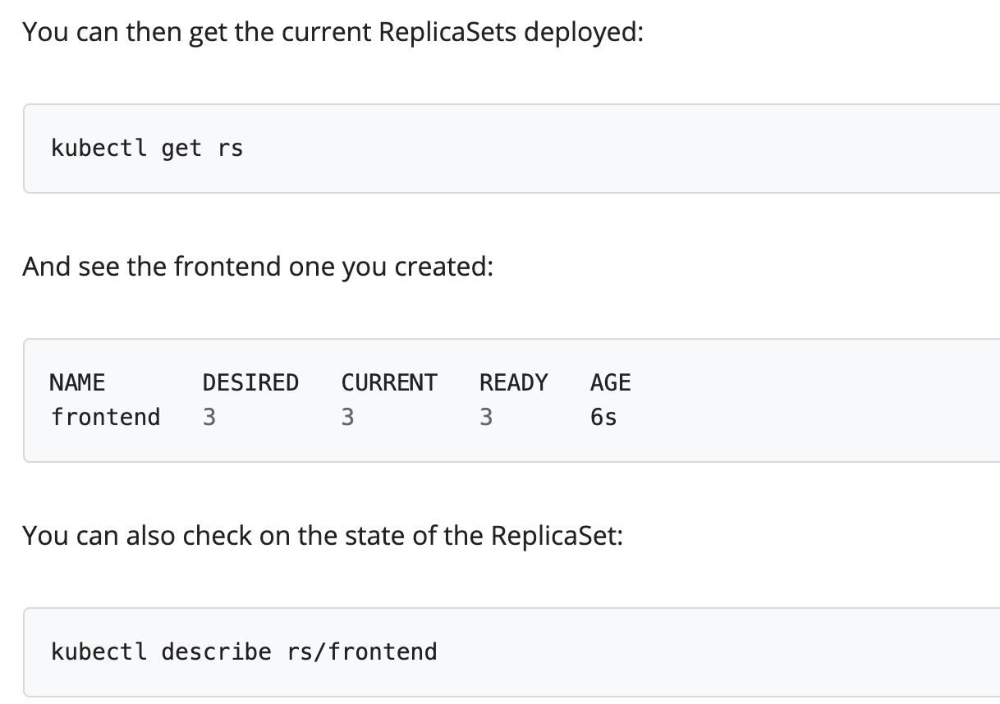 You can then get the current ReplicaSets deployed:
kubectl get rs
And see the frontend one you created:
NAME       DESIRED   CURRENT   READY   AGE
frontend   3         3         3       6s
You can also check on the state of the ReplicaSet:
kubectl describe rs/frontend